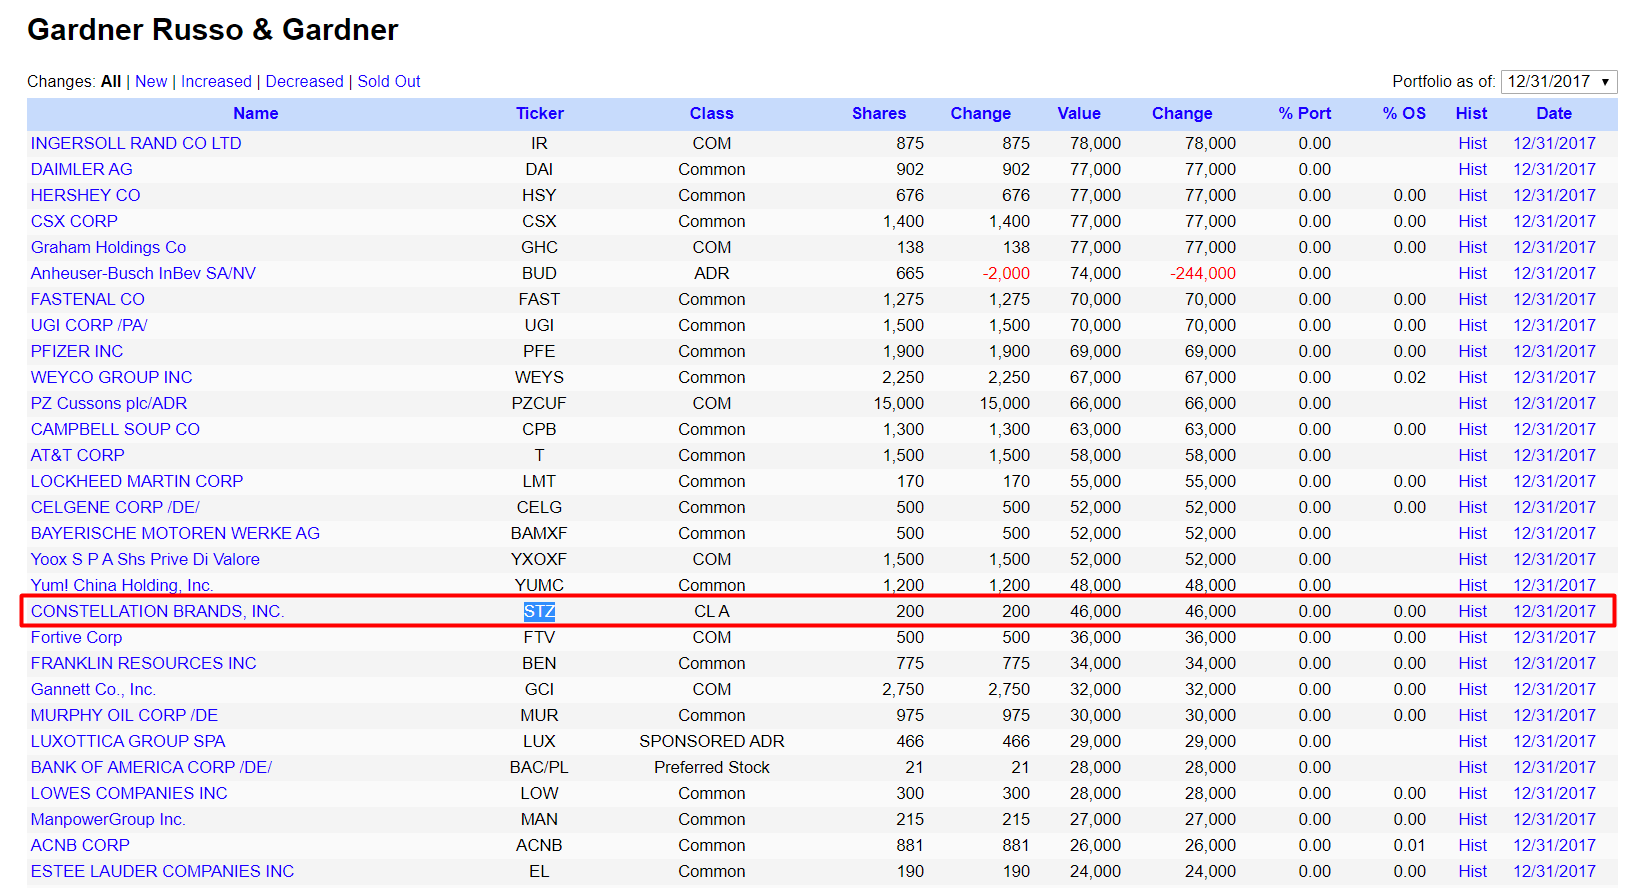 Gardner Russo & Gardner
Changes: All | New | Increased | Decreased | Sold Out Portfolio as of: 12/31/2017
Name Ticker Class Shares Change Value Change % Port % OS Hist Date
INGERSOLL RAND CO LTD IR COM 875 875 78,000 78,000 0.00 Hist 12/31/2017
DAIMLER AG DAI Common 902 902 77,000 77,000 0.00 Hist 12/31/2017
HERSHEY CO HSY Common 676 676 77,000 77,000 0.00 0.00 Hist 12/31/2017
CSX CORP CSX Common 1,400 1,400 77,000 77,000 0.00 0.00 Hist 12/31/2017
Graham Holdings Co GHC COM 138 138 77,000 77,000 0.00 0.00 Hist 12/31/2017
Anheuser-Busch InBev SA/NV BUD ADR 665 -2,000 74,000 -244,000 0.00 Hist 12/31/2017
FASTENAL CO FAST Common 1,275 1,275 70,000 70,000 0.00 0.00 Hist 12/31/2017
UGI CORP /PA/ UGI Common 1,500 1,500 70,000 70,000 0.00 0.00 Hist 12/31/2017
PFIZER INC PFE Common 1,900 1,900 69,000 69,000 0.00 0.00 Hist 12/31/2017
WEYCO GROUP INC WEYS Common 2,250 2,250 67,000 67,000 0.00 0.02 Hist 12/31/2017
PZ Cussons plc/ADR PZCUF COM 15,000 15,000 66,000 66,000 0.00 Hist 12/31/2017
CAMPBELL SOUP CO CPB Common 1,300 1,300 63,000 63,000 0.00 0.00 Hist 12/31/2017
AT&T CORP T Common 1,500 1,500 58,000 58,000 0.00 Hist 12/31/2017
LOCKHEED MARTIN CORP LMT Common 170 170 55,000 55,000 0.00 0.00 Hist 12/31/2017
CELGENE CORP /DE/ CELG Common 500 500 52,000 52,000 0.00 0.00 Hist 12/31/2017
BAYERISCHE MOTOREN WERKE AG BAMXF Common 500 500 52,000 52,000 0.00 Hist 12/31/2017
Yoox S P A Shs Prive Di Valore YXOXF COM 1,500 1,500 52,000 52,000 0.00 Hist 12/31/2017
Yum! China Holding, Inc. YUMC Common 1,200 1,200 48,000 48,000 0.00 0.00 Hist 12/31/2017
CONSTELLATION BRANDS, INC. STZ CL A 200 200 46,000 46,000 0.00 0.00 Hist 12/31/2017
Fortive Corp FTV COM 500 500 36,000 36,000 0.00 0.00 Hist 12/31/2017
FRANKLIN RESOURCES INC BEN Common 775 775 34,000 34,000 0.00 0.00 Hist 12/31/2017
Gannett Co., Inc. GCI COM 2,750 2,750 32,000 32,000 0.00 0.00 Hist 12/31/2017
MURPHY OIL CORP /DE MUR Common 975 975 30,000 30,000 0.00 0.00 Hist 12/31/2017
LUXOTTICA GROUP SPA LUX SPONSORED ADR 466 466 29,000 29,000 0.00 Hist 12/31/2017
BANK OF AMERICA CORP /DE/ BAC/PL Preferred Stock 21 21 28,000 28,000 0.00 Hist 12/31/2017
LOWES COMPANIES INC LOW Common 300 300 28,000 28,000 0.00 0.00 Hist 12/31/2017
ManpowerGroup Inc. MAN Common 215 215 27,000 27,000 0.00 0.00 Hist 12/31/2017
ACNB CORP ACNB Common 881 881 26,000 26,000 0.00 0.01 Hist 12/31/2017
ESTEE LAUDER COMPANIES INC EL Common 190 190 24,000 24,000 0.00 0.00 Hist 12/31/2017